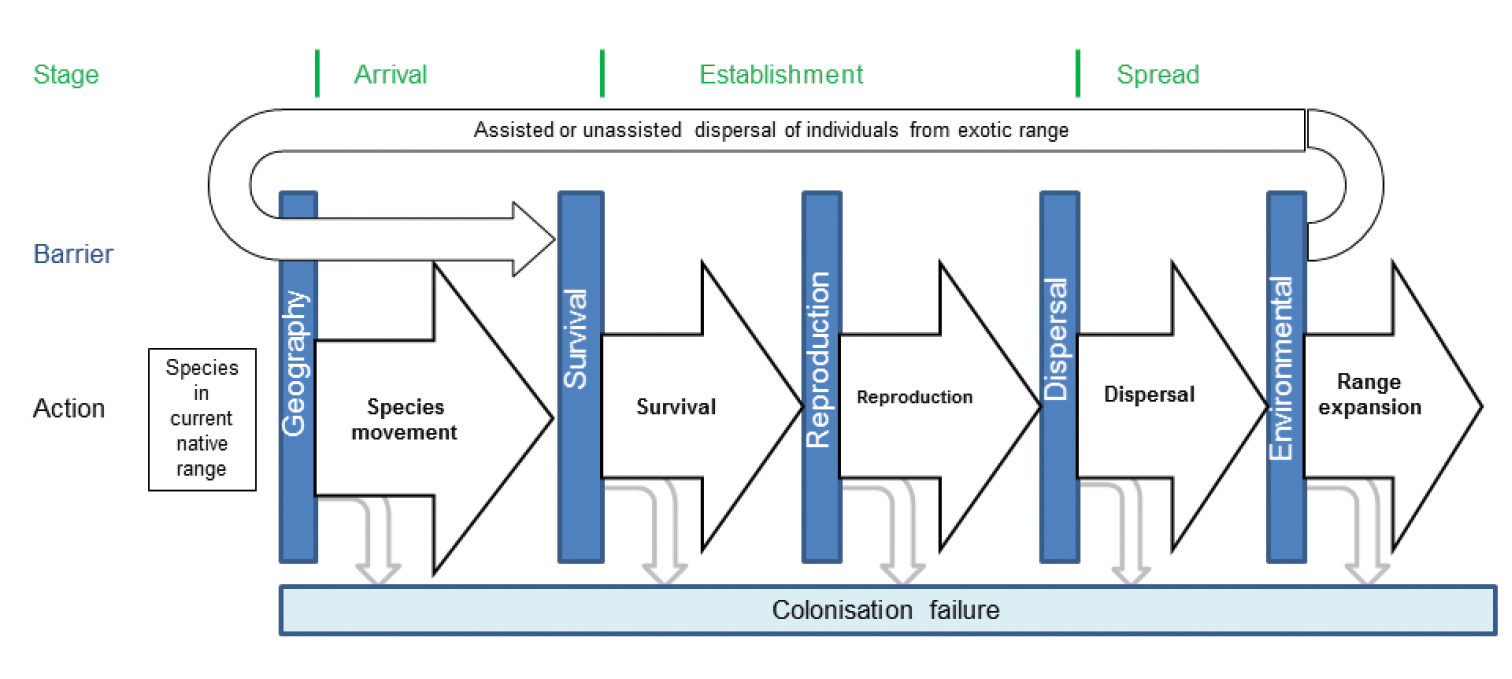 Stage
Arrival
Establishment
Spread
Assisted or unassisted dispersal of individuals from exotic range
Barrier
Geography
Survival
Reproduction
Dispersal
Environmental
Action
Species
in
current
native
range
Species
movement
Survival
Reproduction
Dispersal
Range
expansion
Colonisation failure